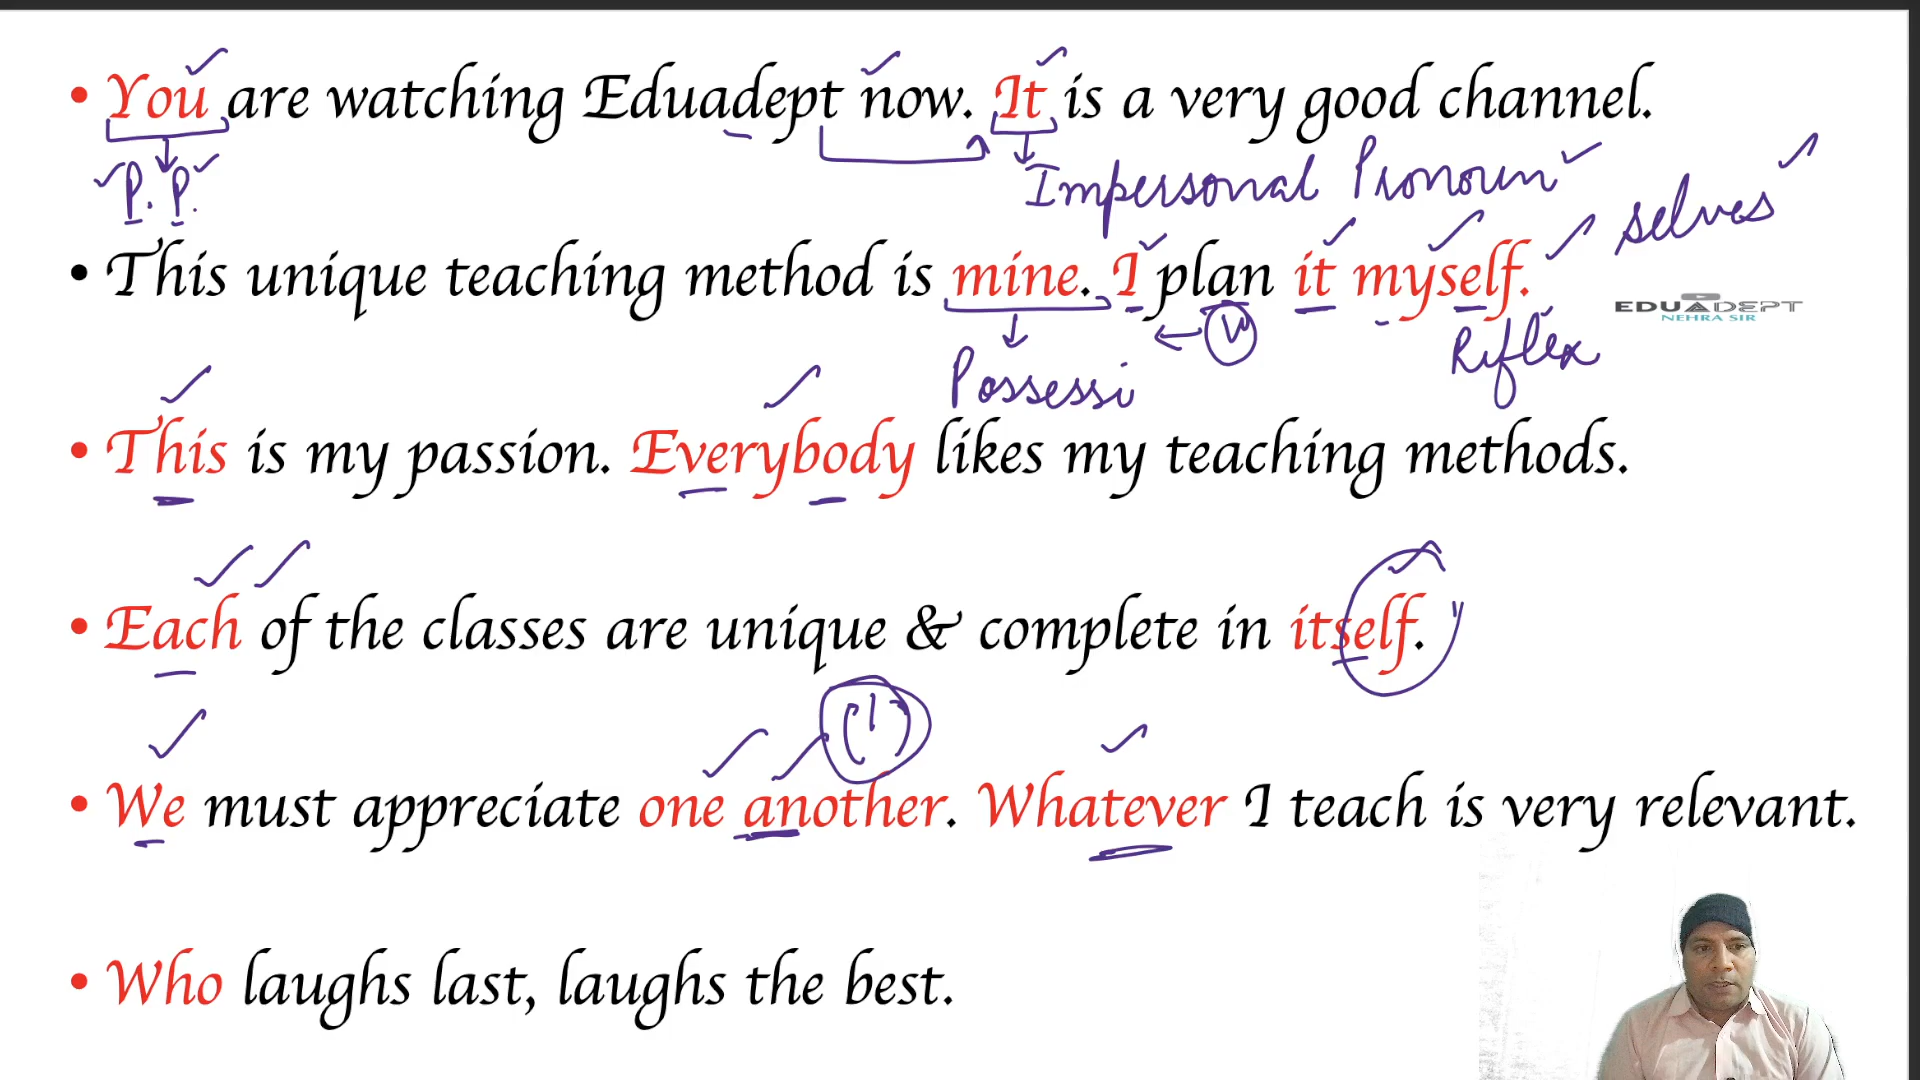 • You are watching Eduadept now. It is a very good channel.
P. P.
Impersonal Pronoun
selves
• This unique teaching method is mine. I plan it myself.
EDUADEPT
NEHRA SIR
V
Riflex
Possessi
• This is my passion. Everybody likes my teaching methods.
• Each of the classes are unique & complete in itself.
• We must appreciate one another. Whatever I teach is very relevant.
• Who laughs last, laughs the best.